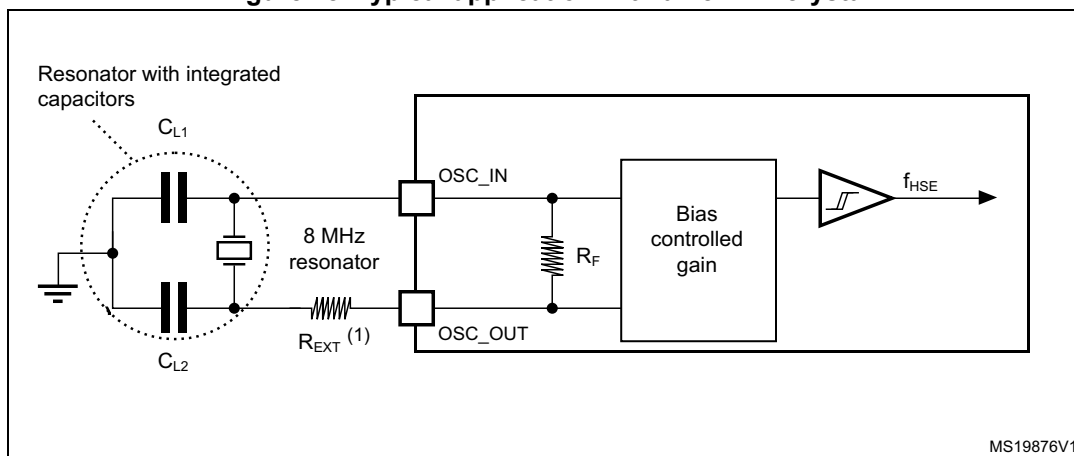 Resonator with integrated
capacitors
C_L1
OSC_IN
f_HSE
8 MHz
resonator
R_F
Bias
controlled
gain
R_EXT (1)
OSC_OUT
C_L2
MS19876V1